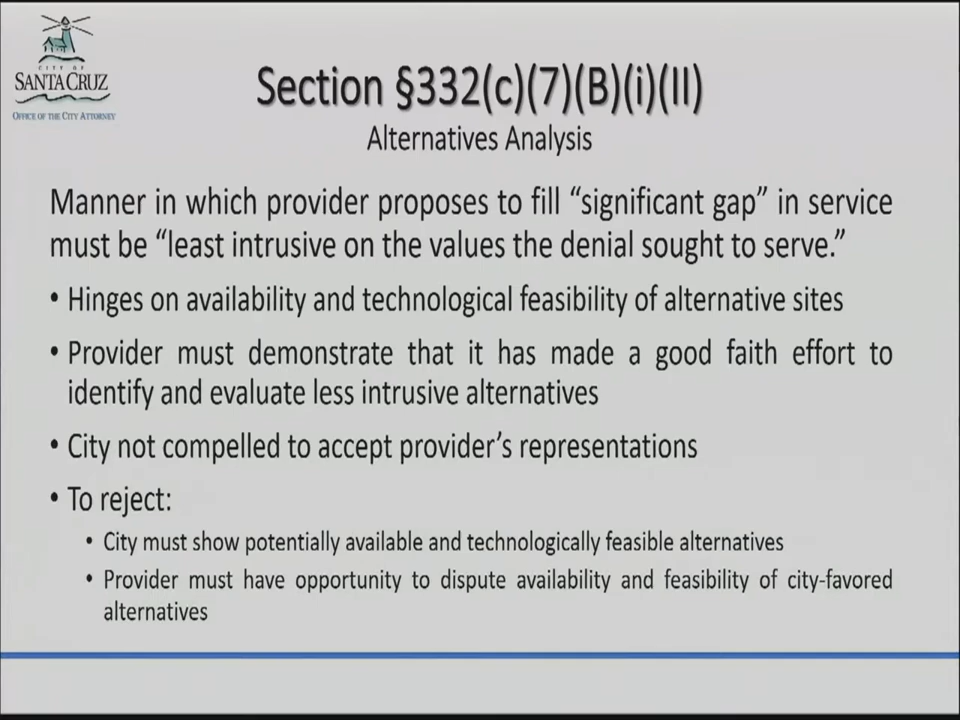 CITY OF
SANTA CRUZ
OFFICE OF THE CITY ATTORNEY
Section §332(c)(7)(B)(i)(II)
Alternatives Analysis
Manner in which provider proposes to fill “significant gap” in service
must be “least intrusive on the values the denial sought to serve.”
• Hinges on availability and technological feasibility of alternative sites
• Provider must demonstrate that it has made a good faith effort to
identify and evaluate less intrusive alternatives
• City not compelled to accept provider’s representations
• To reject:
• City must show potentially available and technologically feasible alternatives
• Provider must have opportunity to dispute availability and feasibility of city-favored
alternatives